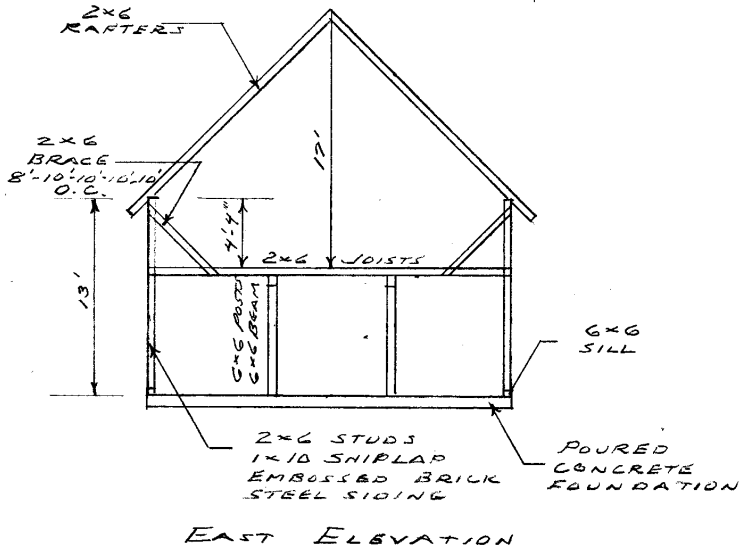 2×6
RAFTERS
2×6
BRACE
8'-10'-10'-10'-10'
O.C.
17'
4'-4"
2×6 JOISTS
13'
6×6 POSTS
6×6 BEAM
6×6
SILL
2×6 STUDS
1×10 SHIPLAP
EMBOSSED BRICK
STEEL SIDING
POURED
CONCRETE
FOUNDATION
EAST ELEVATION